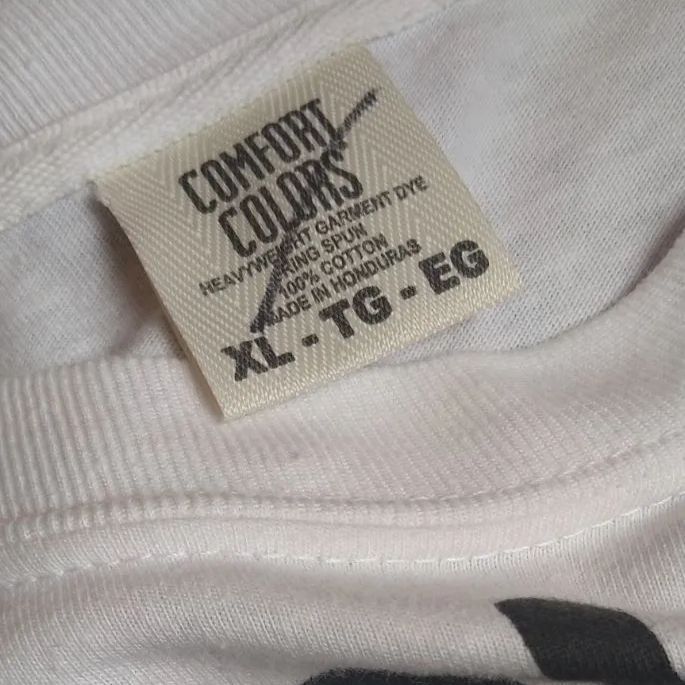 COMFORT
COLORS
HEAVYWEIGHT GARMENT DYE
RING SPUN
100% COTTON
MADE IN HONDURAS
XL - TG - EG